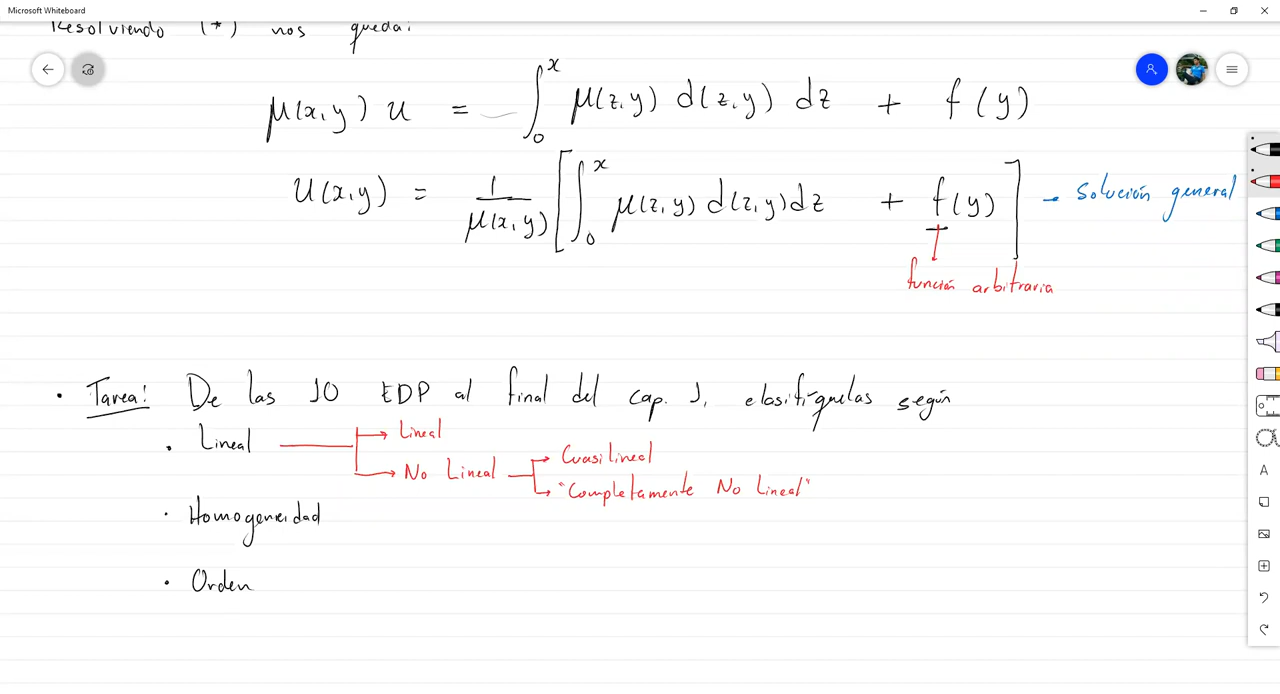 Microsoft Whiteboard
Resolviendo (*) nos queda:
μ(x,y) u = ∫₀ˣ μ(z,y) d(z,y) dz + f(y)
u(x,y) = 1/μ(x,y) [∫₀ˣ μ(z,y) d(z,y) dz + f(y)] → Solución general
función arbitraria
• Tarea: De las 10 EDP al final del cap. 1, clasifíquelas según
• Lineal → Lineal
→ No Lineal → Cuasilineal
→ "Completamente No Lineal"
• Homogeneidad
• Orden
A